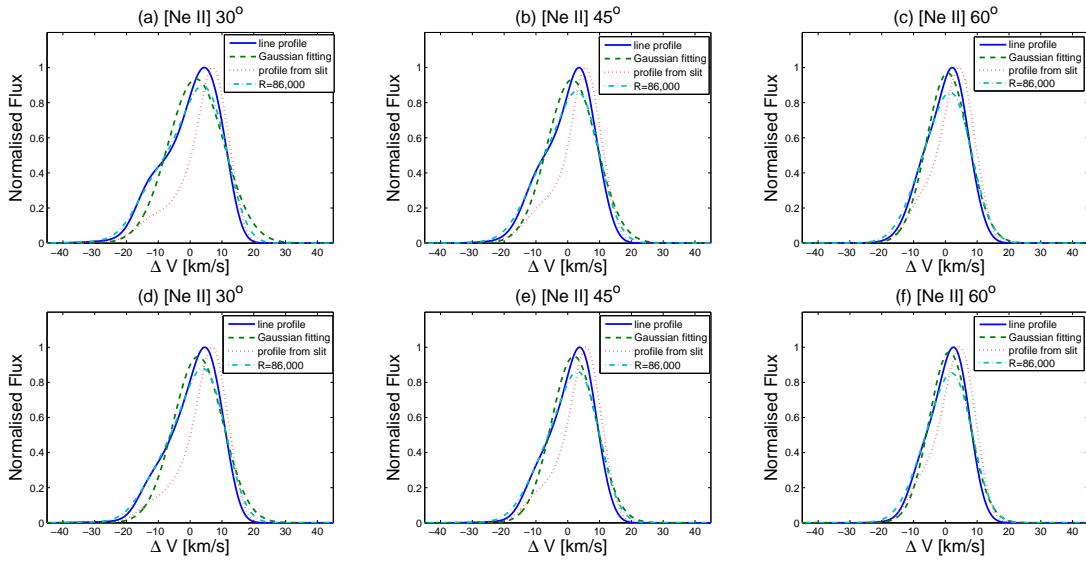 (a) [Ne II] 30°
line profile
Gaussian fitting
profile from slit
R=86,000
Normalised Flux
1
0.8
0.6
0.4
0.2
0
−40 −30 −20 −10 0 10 20 30 40
Δ V [km/s]
(b) [Ne II] 45°
line profile
Gaussian fitting
profile from slit
R=86,000
Normalised Flux
1
0.8
0.6
0.4
0.2
0
−40 −30 −20 −10 0 10 20 30 40
Δ V [km/s]
(c) [Ne II] 60°
line profile
Gaussian fitting
profile from slit
R=86,000
Normalised Flux
1
0.8
0.6
0.4
0.2
0
−40 −30 −20 −10 0 10 20 30 40
Δ V [km/s]
(d) [Ne II] 30°
line profile
Gaussian fitting
profile from slit
R=86,000
Normalised Flux
1
0.8
0.6
0.4
0.2
0
−40 −30 −20 −10 0 10 20 30 40
Δ V [km/s]
(e) [Ne II] 45°
line profile
Gaussian fitting
profile from slit
R=86,000
Normalised Flux
1
0.8
0.6
0.4
0.2
0
−40 −30 −20 −10 0 10 20 30 40
Δ V [km/s]
(f) [Ne II] 60°
line profile
Gaussian fitting
profile from slit
R=86,000
Normalised Flux
1
0.8
0.6
0.4
0.2
0
−40 −30 −20 −10 0 10 20 30 40
Δ V [km/s]